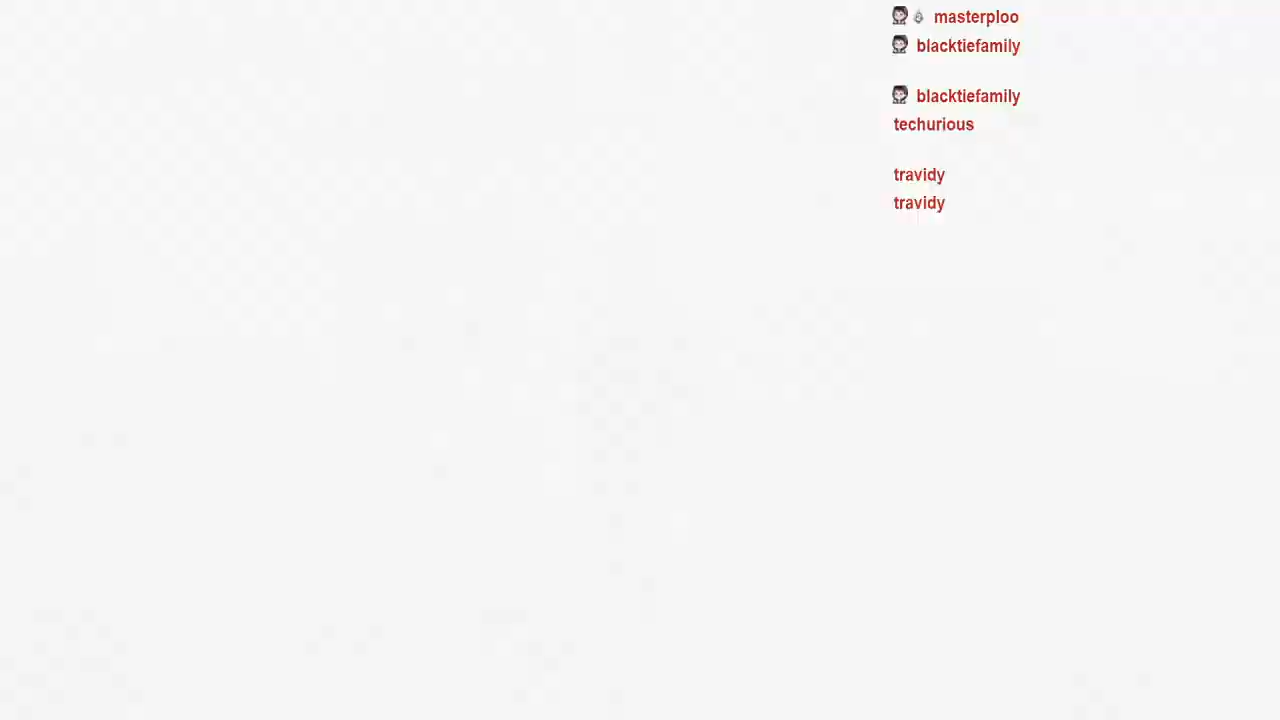 masterploo
blacktiefamily
blacktiefamily
techurious
travidy
travidy